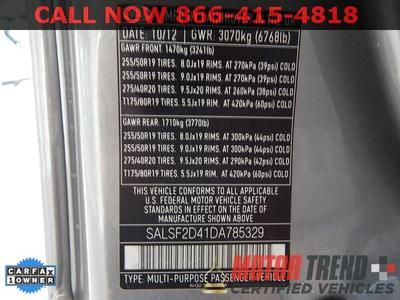 CALL NOW 866-415-4818
10/12 GWR. 3070kg (6768lb)
GAWR FRONT 1470kg (3241lb)
255/50R19 TIRES. 8.0Jx19 RIMS. AT 270kPa (39psi) COLD
255/50R19 TIRES. 9.0Jx19 RIMS. AT 270kPa (39psi) COLD
275/40R20 TIRES. 9.5Jx20 RIMS. AT 260kPa (38psi) COLD
T175/80R19 TIRES. 5.5Jx19 RIM. AT 420kPa (60psi) COLD
GAWR REAR. 1710kg (3770lb)
255/50R19 TIRES. 8.0Jx19 RIMS. AT 300kPa (44psi) COLD
255/50R19 TIRES. 9.0Jx19 RIMS. AT 300kPa (44psi) COLD
275/40R20 TIRES. 9.5Jx20 RIMS. AT 290kPa (42psi) COLD
T175/80R19 TIRES. 5.5Jx19 RIM. AT 420kPa (60psi) COLD
THIS VEHICLE CONFORMS TO ALL APPLICABLE
U.S. FEDERAL MOTOR VEHICLE SAFETY
STANDARDS IN EFFECT ON THE DATE OF
MANUFACTURE SHOWN ABOVE.
SALSF2D41DA785329
TYPE: MULTI-PURPOSE PASSENGER VEHICLE
CARFAX
1 OWNER
MOTOR TREND
CERTIFIED VEHICLES